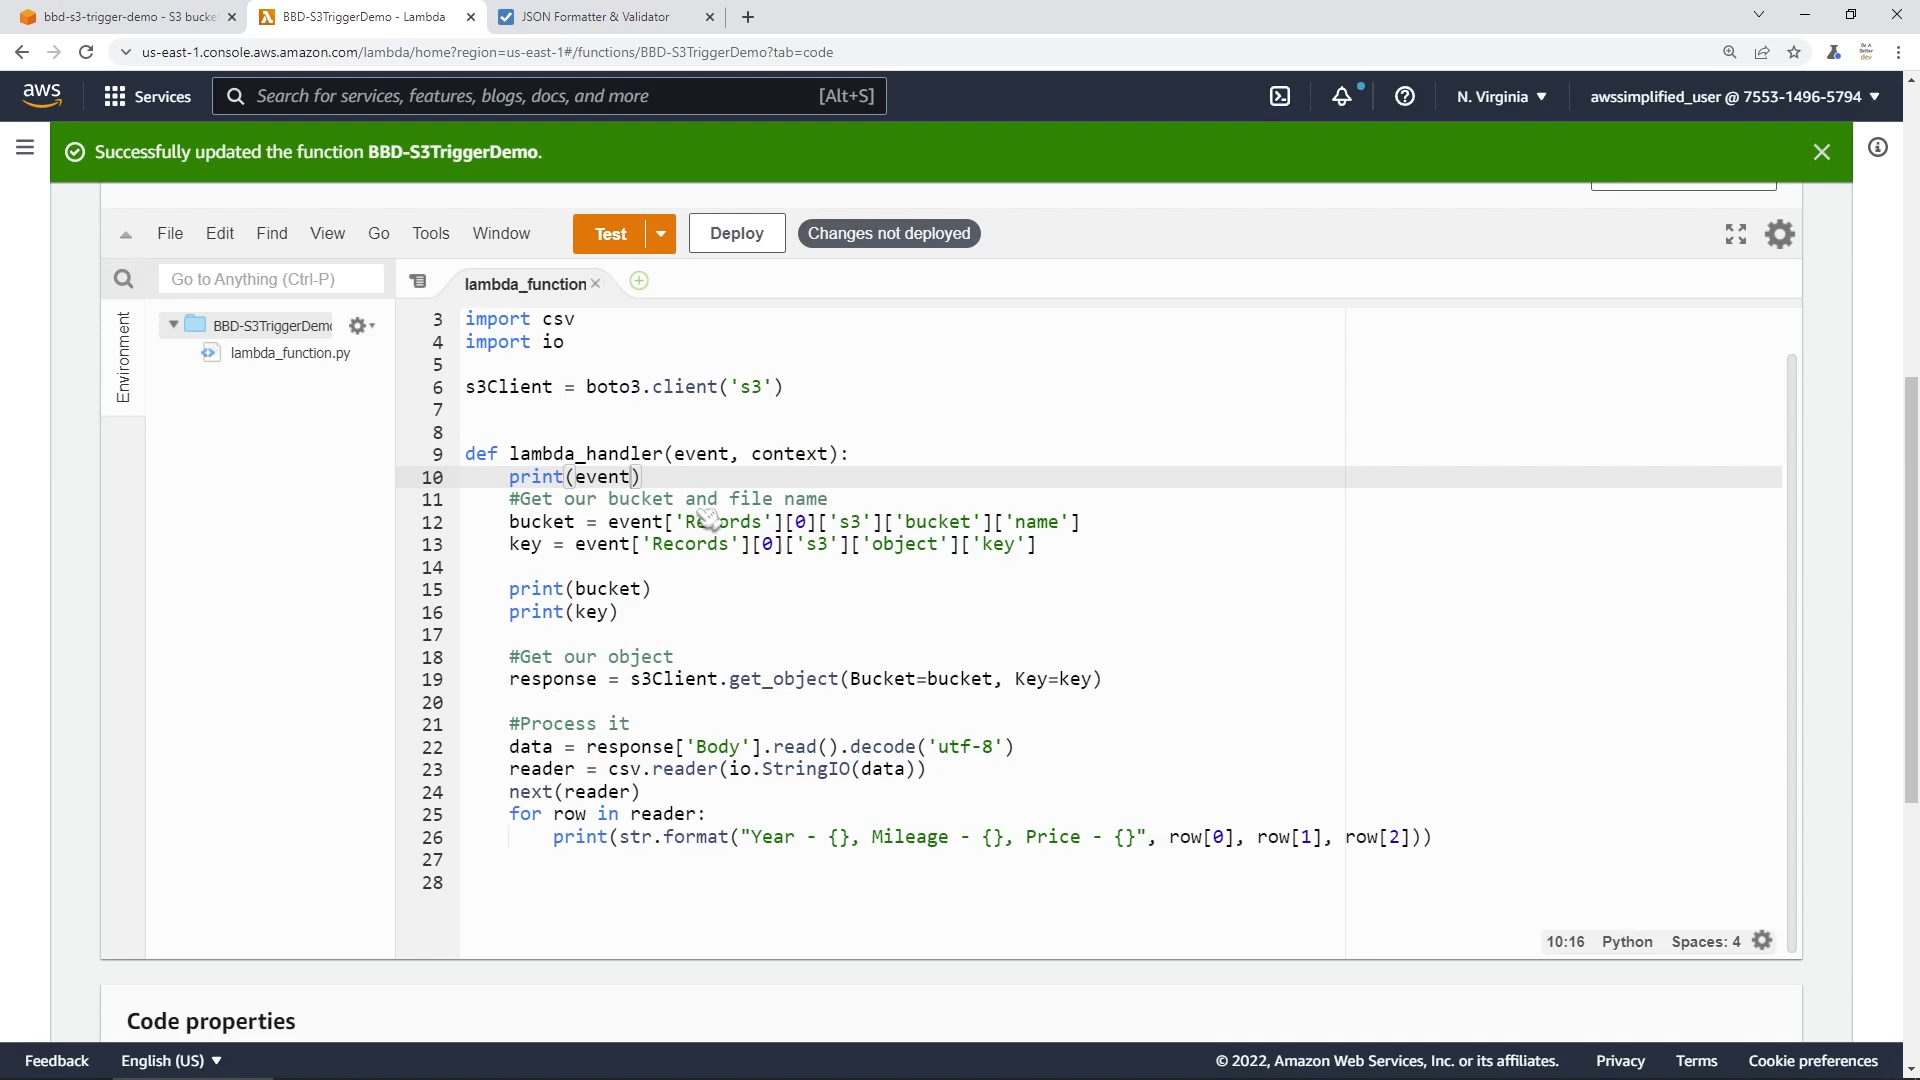 bbd-s3-trigger-demo - S3 bucke
BBD-S3TriggerDemo - Lambda
JSON Formatter & Validator
us-east-1.console.aws.amazon.com/lambda/home?region=us-east-1#/functions/BBD-S3TriggerDemo?tab=code
aws
Services
Search for services, features, blogs, docs, and more
[Alt+S]
N. Virginia
awssimplified_user @ 7553-1496-5794
Successfully updated the function BBD-S3TriggerDemo.
File Edit Find View Go Tools Window
Test
Deploy
Changes not deployed
Go to Anything (Ctrl-P)
lambda_function
Environment
BBD-S3TriggerDem
lambda_function.py
3 import csv
4 import io
5
6 s3Client = boto3.client('s3')
7
8
9 def lambda_handler(event, context):
10 print(event)
11 #Get our bucket and file name
12 bucket = event['Records'][0]['s3']['bucket']['name']
13 key = event['Records'][0]['s3']['object']['key']
14
15 print(bucket)
16 print(key)
17
18 #Get our object
19 response = s3Client.get_object(Bucket=bucket, Key=key)
20
21 #Process it
22 data = response['Body'].read().decode('utf-8')
23 reader = csv.reader(io.StringIO(data))
24 next(reader)
25 for row in reader:
26 print(str.format("Year - {}, Mileage - {}, Price - {}", row[0], row[1], row[2]))
27
28
10:16 Python Spaces: 4
Code properties
Feedback
English (US)
© 2022, Amazon Web Services, Inc. or its affiliates.
Privacy
Terms
Cookie preferences